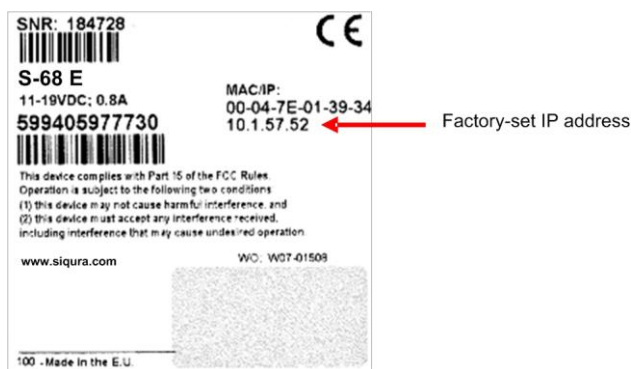 SNR: 184728
CE
S-68 E
11-19VDC; 0.8A
MAC/IP:
00-04-7E-01-39-34
599405977730
10.1.57.52
Factory-set IP address
This device complies with Part 15 of the FCC Rules.
Operation is subject to the following two conditions
(1) this device may not cause harmful interference, and
(2) this device must accept any interference received,
including interference that may cause undesired operation
www.siqura.com
WO: W07-01508
100 - Made in the E.U.